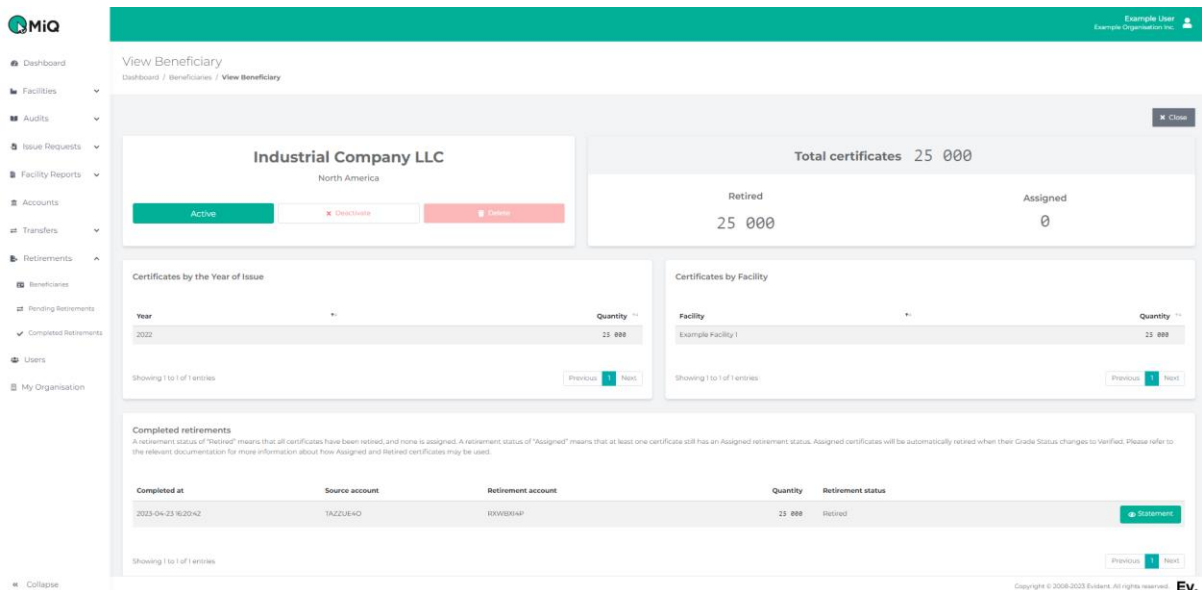 MiQ
Example User
Example Organisation Inc.
Dashboard
Facilities
Audits
Issue Requests
Facility Reports
Accounts
Transfers
Retirements
Beneficiaries
Pending Retirements
Completed Retirements
Users
My Organisation
Collapse
View Beneficiary
Dashboard / Beneficiaries / View Beneficiary
Close
Industrial Company LLC
North America
Active
Deactivate
Delete
Total certificates 25 000
Retired
25 000
Assigned
0
Certificates by the Year of Issue
Year Quantity
2022 25 000
Showing 1 to 1 of 1 entries
Previous 1 Next
Certificates by Facility
Facility Quantity
Example Facility 1 25 000
Showing 1 to 1 of 1 entries
Previous 1 Next
Completed retirements
A retirement status of "Retired" means that all certificates have been retired, and none is assigned. A retirement status of "Assigned" means that at least one certificate still has an Assigned retirement status. Assigned certificates will be automatically retired when their Grade Status changes to Verified. Please refer to
the relevant documentation for more information about how Assigned and Retired certificates may be used.
Completed at Source account Retirement account Quantity Retirement status
2023-04-23 16:20:42 TAZZUE4O RXWBXI4P 25 000 Retired Statement
Showing 1 to 1 of 1 entries
Previous 1 Next
Copyright © 2008-2023 Evident. All rights reserved. Ev.